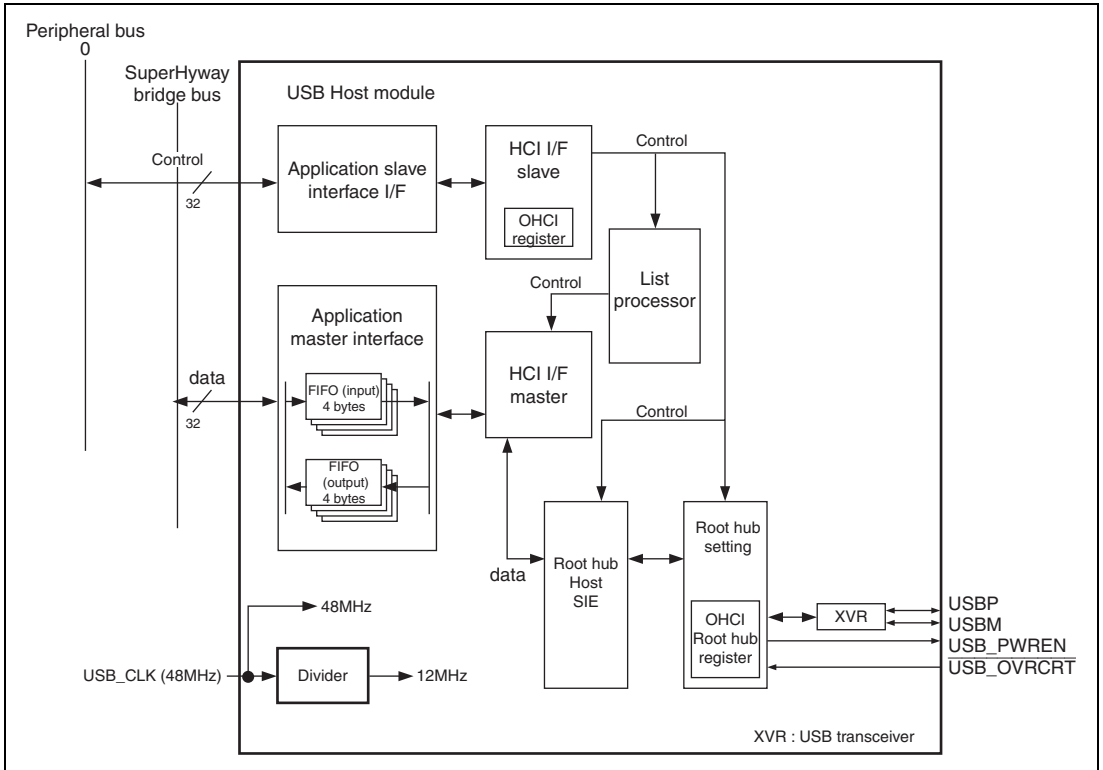 Peripheral bus
0
SuperHyway
bridge bus
USB Host module
Control
32
Application slave
interface I/F
HCI I/F
slave
OHCI
register
Control
List
processor
Control
Application
master interface
HCI I/F
master
data
32
FIFO (input)
4 bytes
FIFO
(output)
4 bytes
Control
data
Root hub
Host
SIE
Root hub
setting
OHCI
Root hub
register
XVR
USBP
USBM
USB_PWREN
USB_OVRCRT
48MHz
USB_CLK (48MHz)
Divider
12MHz
XVR : USB transceiver